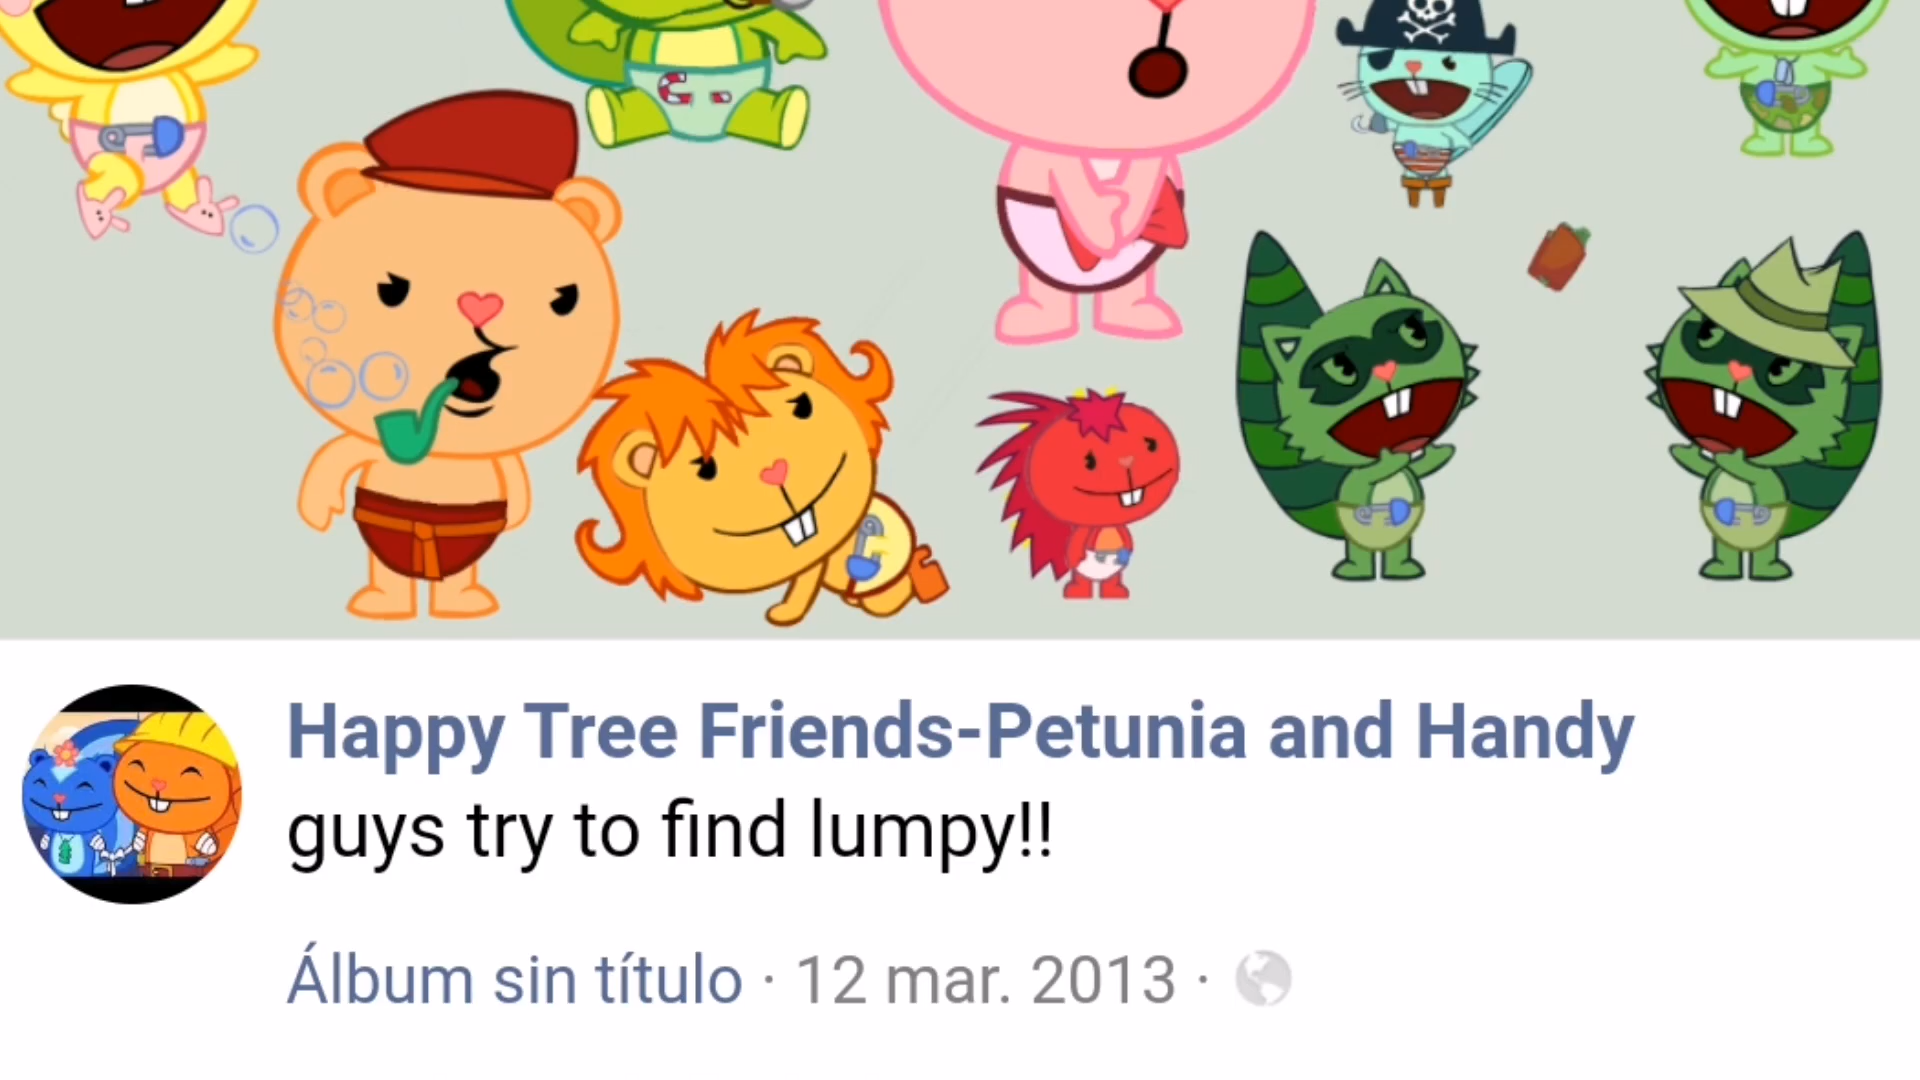 Happy Tree Friends-Petunia and Handy
guys try to find lumpy!!
Álbum sin título · 12 mar. 2013 ·